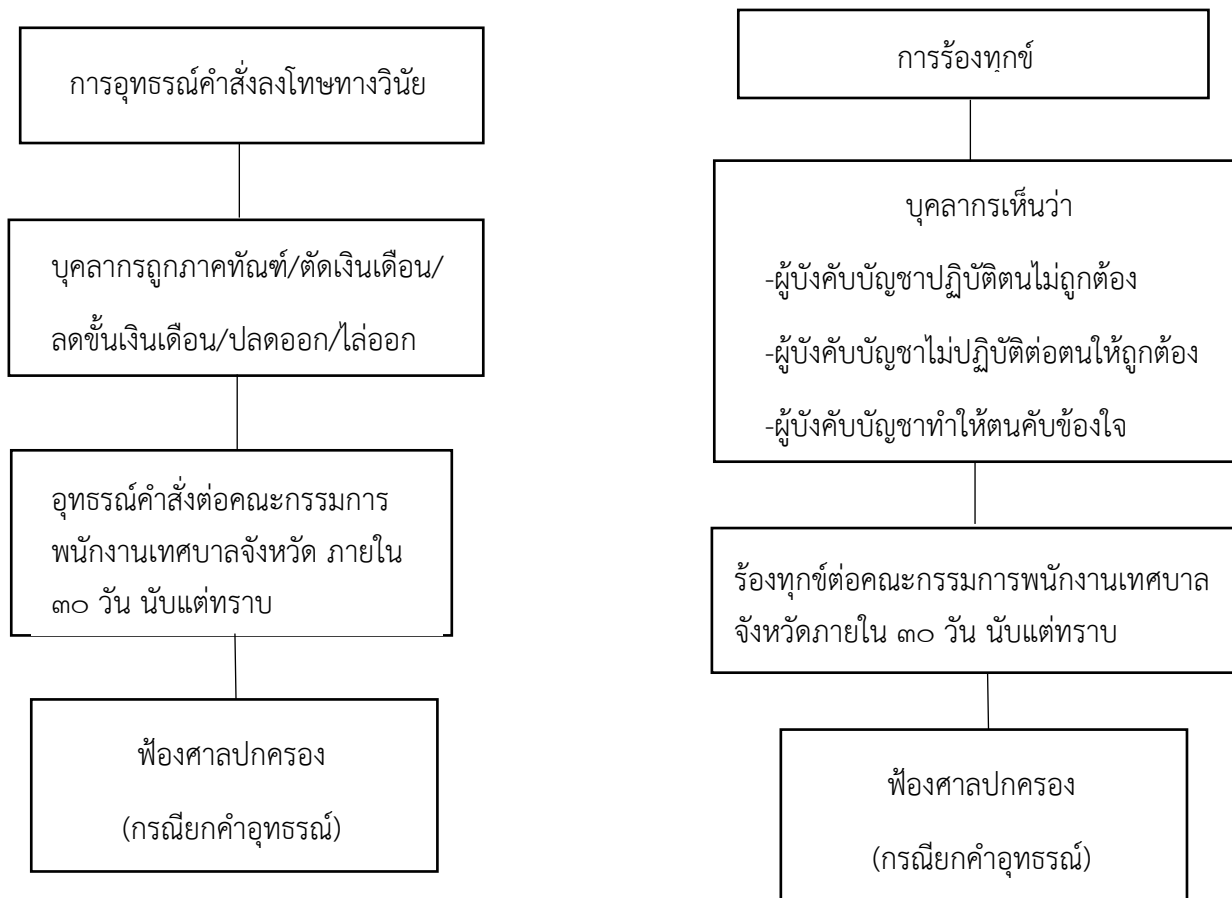 การอุทธรณ์คำสั่งลงโทษทางวินัย
บุคลากรถูกภาคทัณฑ์/ตัดเงินเดือน/
ลดขั้นเงินเดือน/ปลดออก/ไล่ออก
อุทธรณ์คำสั่งต่อคณะกรรมการ
พนักงานเทศบาลจังหวัด ภายใน
๓๐ วัน นับแต่ทราบ
ฟ้องศาลปกครอง
(กรณียกคำอุทธรณ์)
การร้องทุกข์
บุคลากรเห็นว่า
-ผู้บังคับบัญชาปฏิบัติตนไม่ถูกต้อง
-ผู้บังคับบัญชาไม่ปฏิบัติต่อตนให้ถูกต้อง
-ผู้บังคับบัญชาทำให้ตนคับข้องใจ
ร้องทุกข์ต่อคณะกรรมการพนักงานเทศบาล
จังหวัดภายใน ๓๐ วัน นับแต่ทราบ
ฟ้องศาลปกครอง
(กรณียกคำอุทธรณ์)